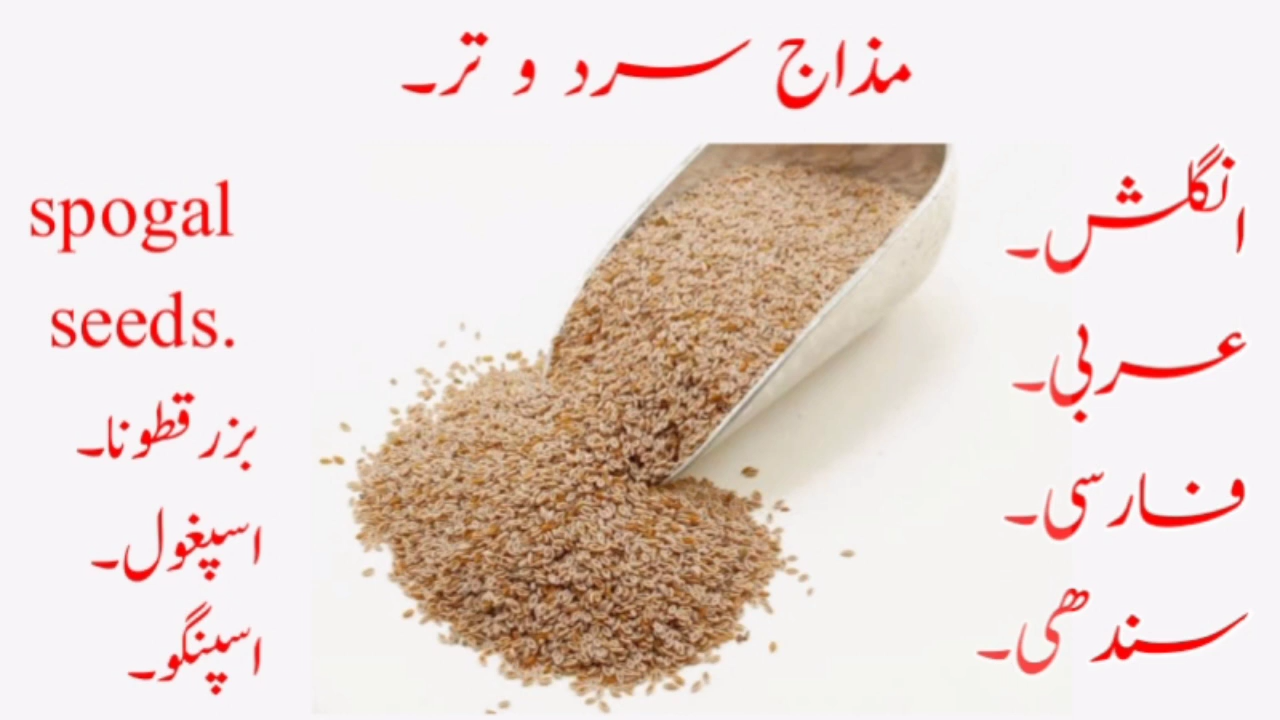 مذاج سرد و تر۔
انگلش۔
spogal
seeds.
عربی۔
بزر قطونا۔
فارسی۔
اسپغول۔
سندھی۔
اسپنگو۔